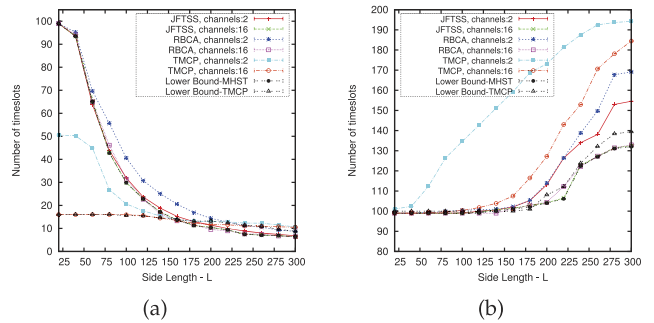 Number of timeslots
100
90
80
70
60
50
40
30
20
10
0
JFTSS, channels:2
JFTSS, channels:16
RBCA, channels:2
RBCA, channels:16
TMCP, channels:2
TMCP, channels:16
Lower Bound-MHST
Lower Bound-TMCP
25 50 75 100 125 150 175 200 225 250 275 300
Side Length - L
(a)
Number of timeslots
200
190
180
170
160
150
140
130
120
110
100
90
80
JFTSS, channels:2
JFTSS, channels:16
RBCA, channels:2
RBCA, channels:16
TMCP, channels:2
TMCP, channels:16
Lower Bound-MHST
Lower Bound-TMCP
25 50 75 100 125 150 175 200 225 250 275 300
Side Length - L
(b)